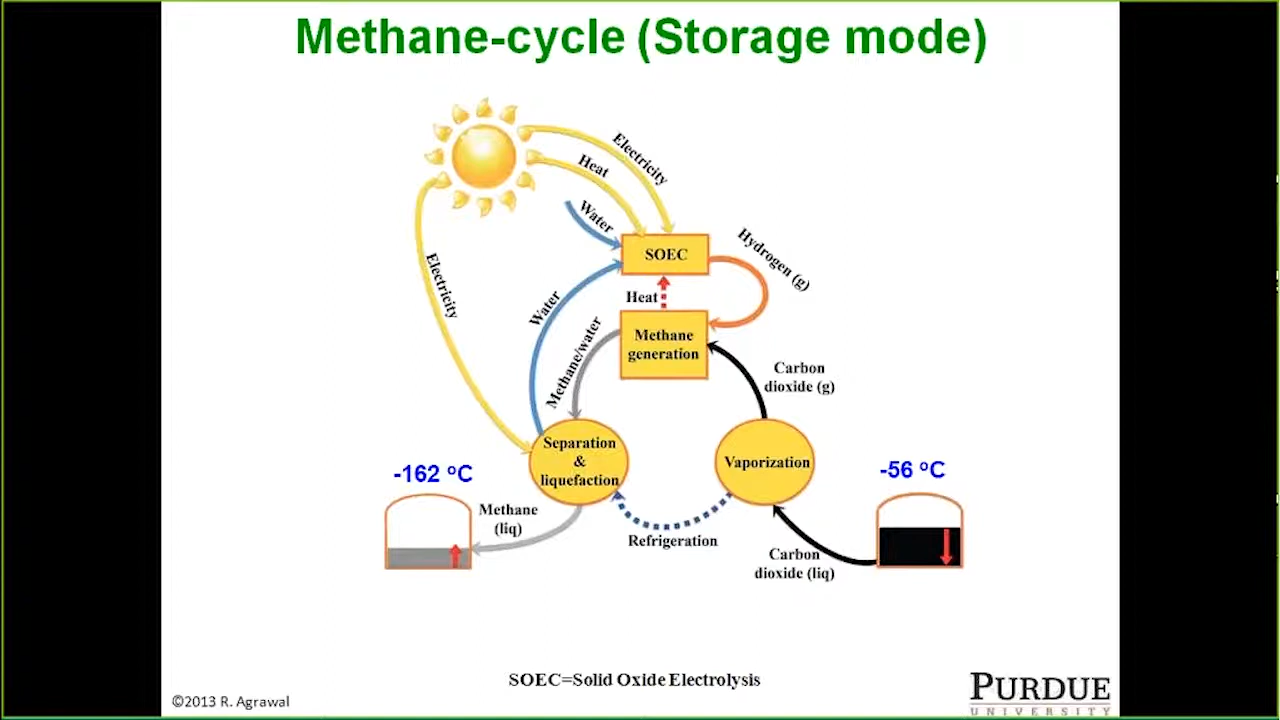 Methane-cycle (Storage mode)
Electricity
Heat
Water
SOEC
Hydrogen (g)
Electricity
Water
Heat
Methane/water
Methane
generation
Carbon
dioxide (g)
Separation
&
liquefaction
Vaporization
-162 °C
-56 °C
Methane
(liq)
Refrigeration
Carbon
dioxide (liq)
SOEC=Solid Oxide Electrolysis
©2013 R. Agrawal
PURDUE
UNIVERSITY